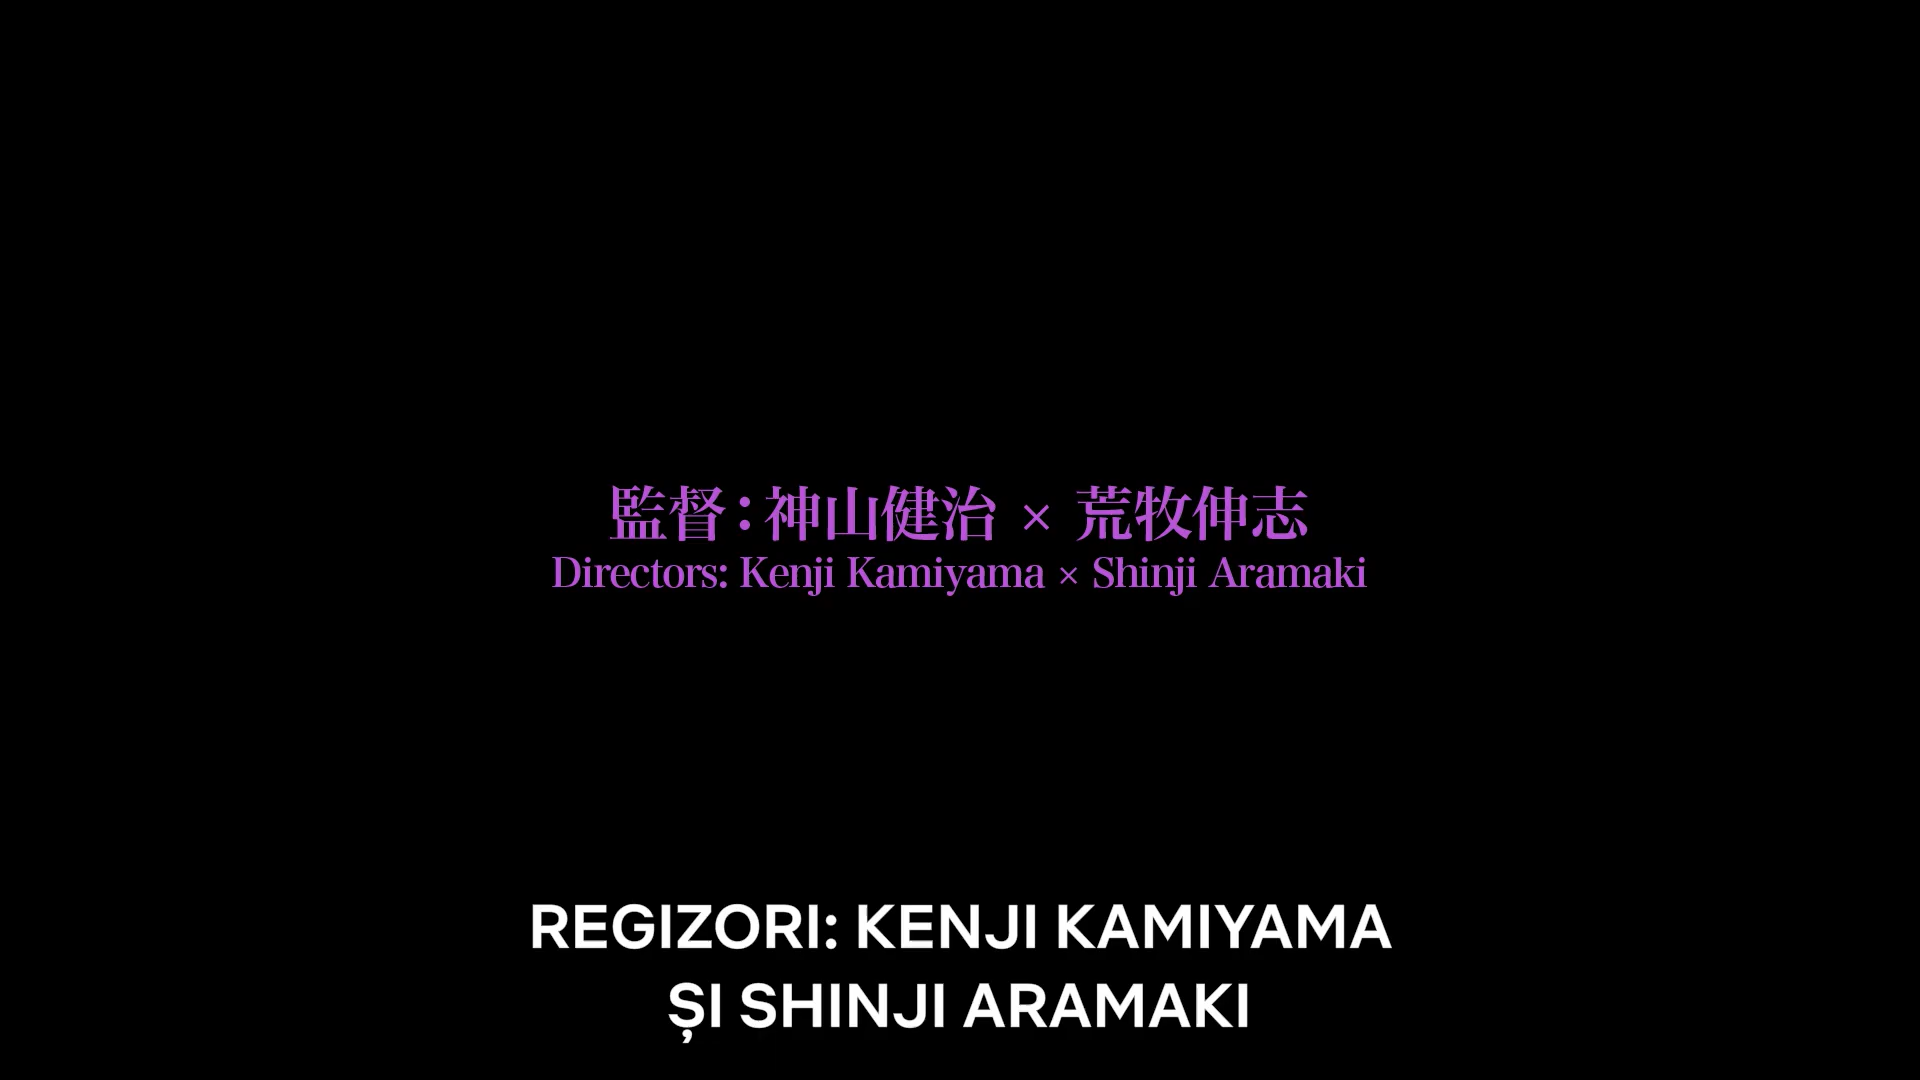 監督：神山健治 × 荒牧伸志
Directors: Kenji Kamiyama × Shinji Aramaki
REGIZORI: KENJI KAMIYAMA
ȘI SHINJI ARAMAKI